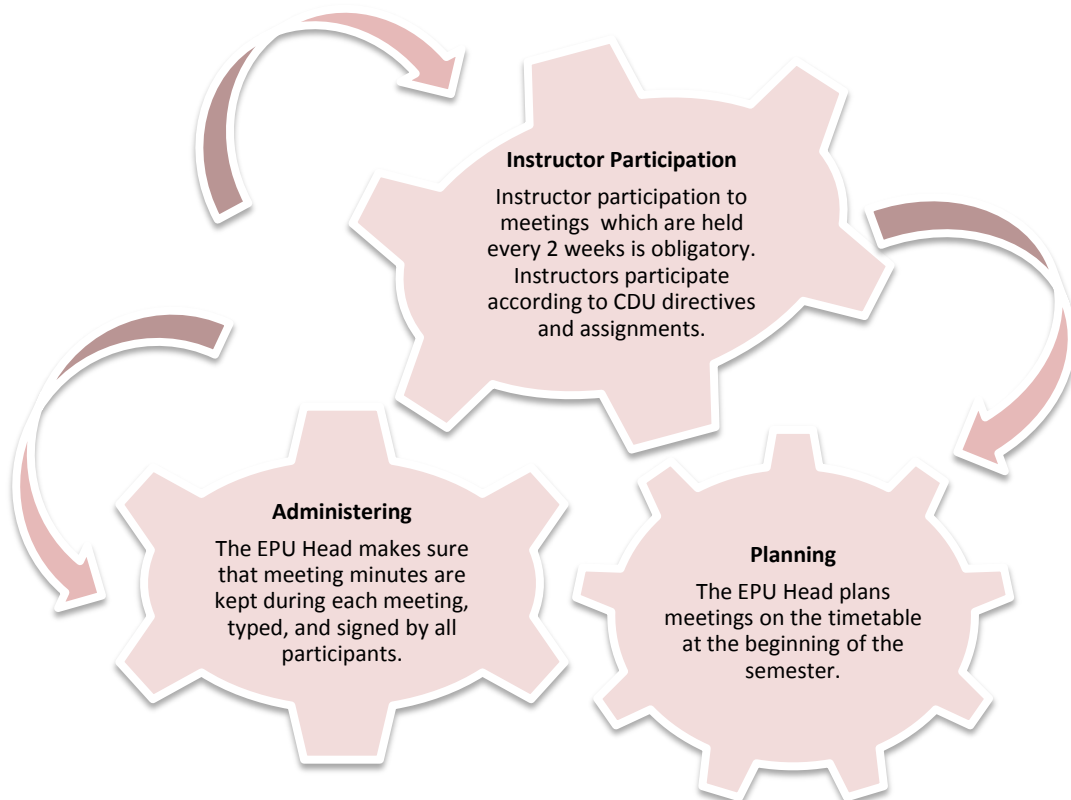 Instructor Participation
Instructor participation to
meetings  which are held
every 2 weeks is obligatory.
Instructors participate
according to CDU directives
and assignments.
Administering
The EPU Head makes sure
that meeting minutes are
kept during each meeting,
typed, and signed by all
participants.
Planning
The EPU Head plans
meetings on the timetable
at the beginning of the
semester.